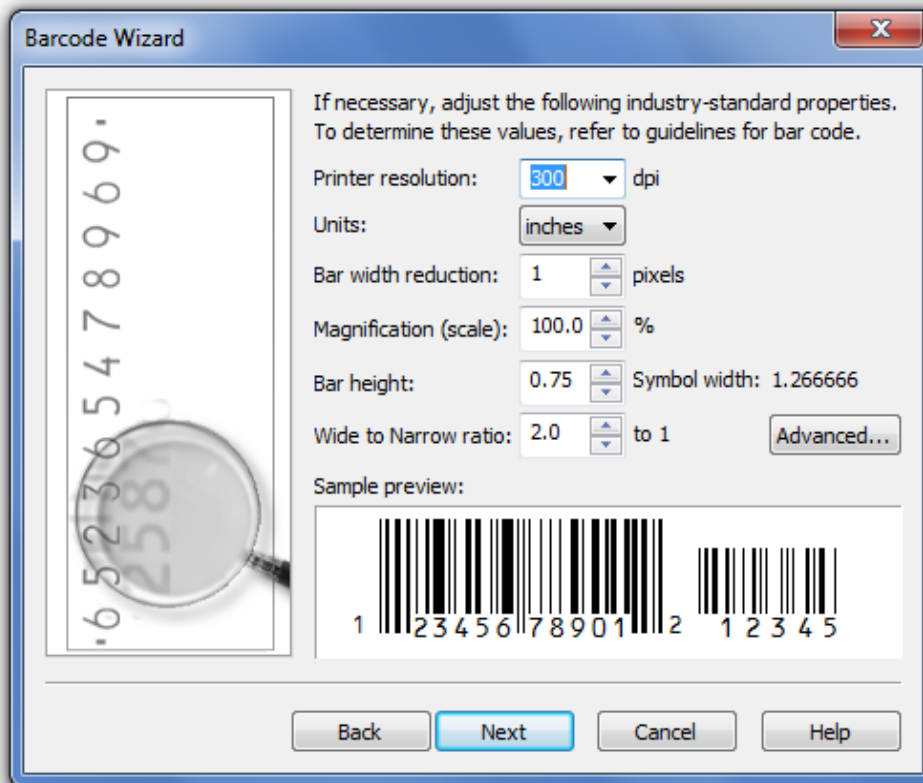 Barcode Wizard
If necessary, adjust the following industry-standard properties.
To determine these values, refer to guidelines for bar code.
Printer resolution: 300 dpi
Units: inches
Bar width reduction: 1 pixels
Magnification (scale): 100.0 %
Bar height: 0.75 Symbol width: 1.266666
Wide to Narrow ratio: 2.0 to 1 Advanced...
Sample preview:
1 23456 78901 2 12345
Back Next Cancel Help